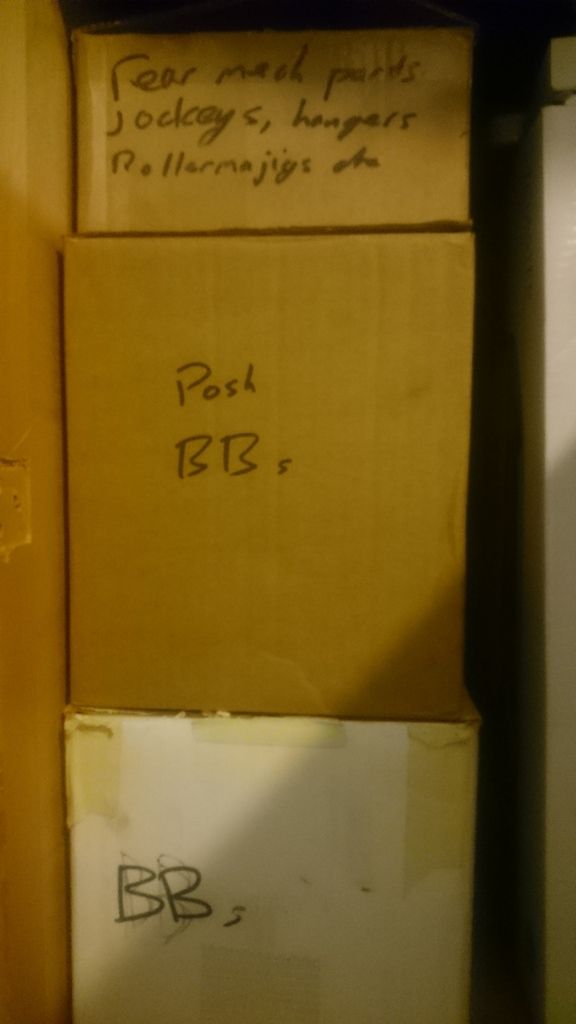 rear mech parts
Jockeys, hangers
Rollermajigs etc
Posh
BBs
BBs